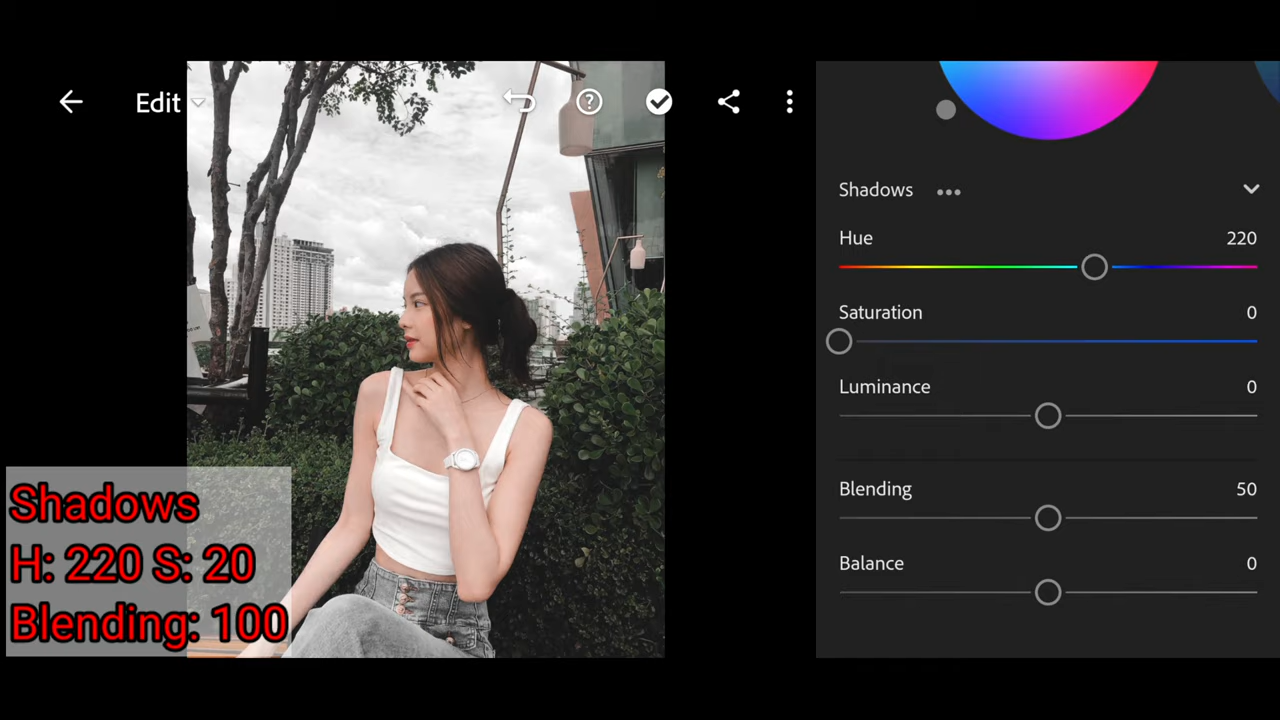 Edit
Shadows
Hue 220
Saturation 0
Luminance 0
Blending 50
Balance 0
Shadows
H: 220 S: 20
Blending: 100